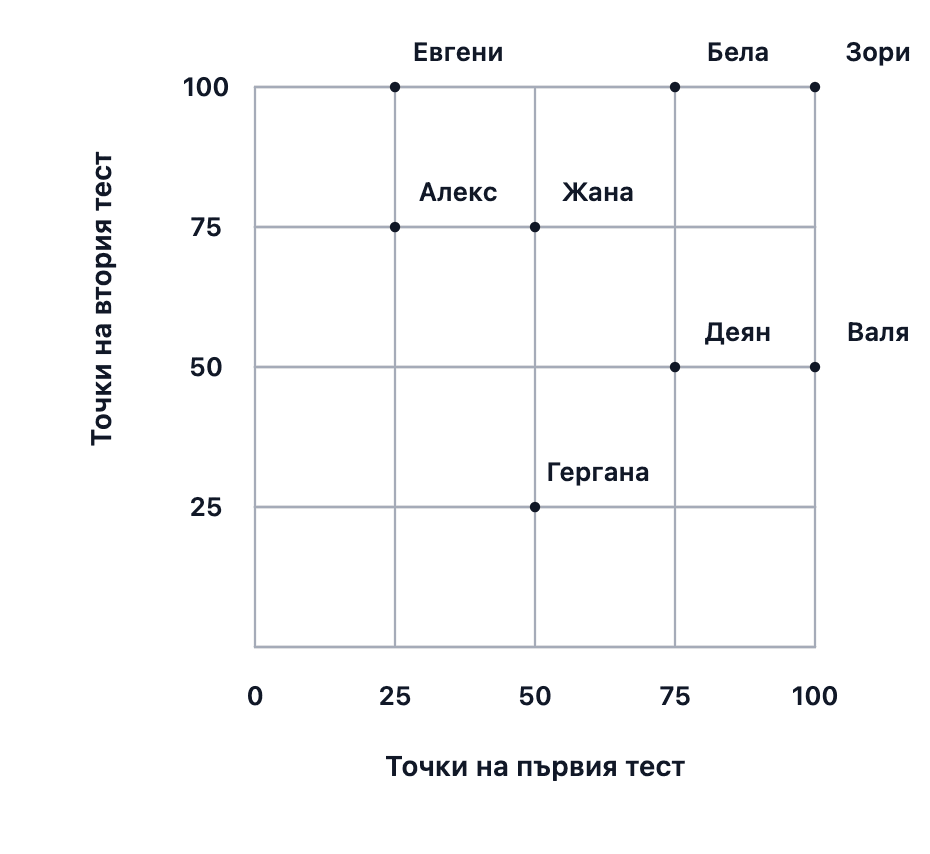 Евгени
Бела
Зори
100
Алекс
Жана
75
Деян
Валя
50
Гергана
25
0
25
50
75
100
Точки на втория тест
Точки на първия тест